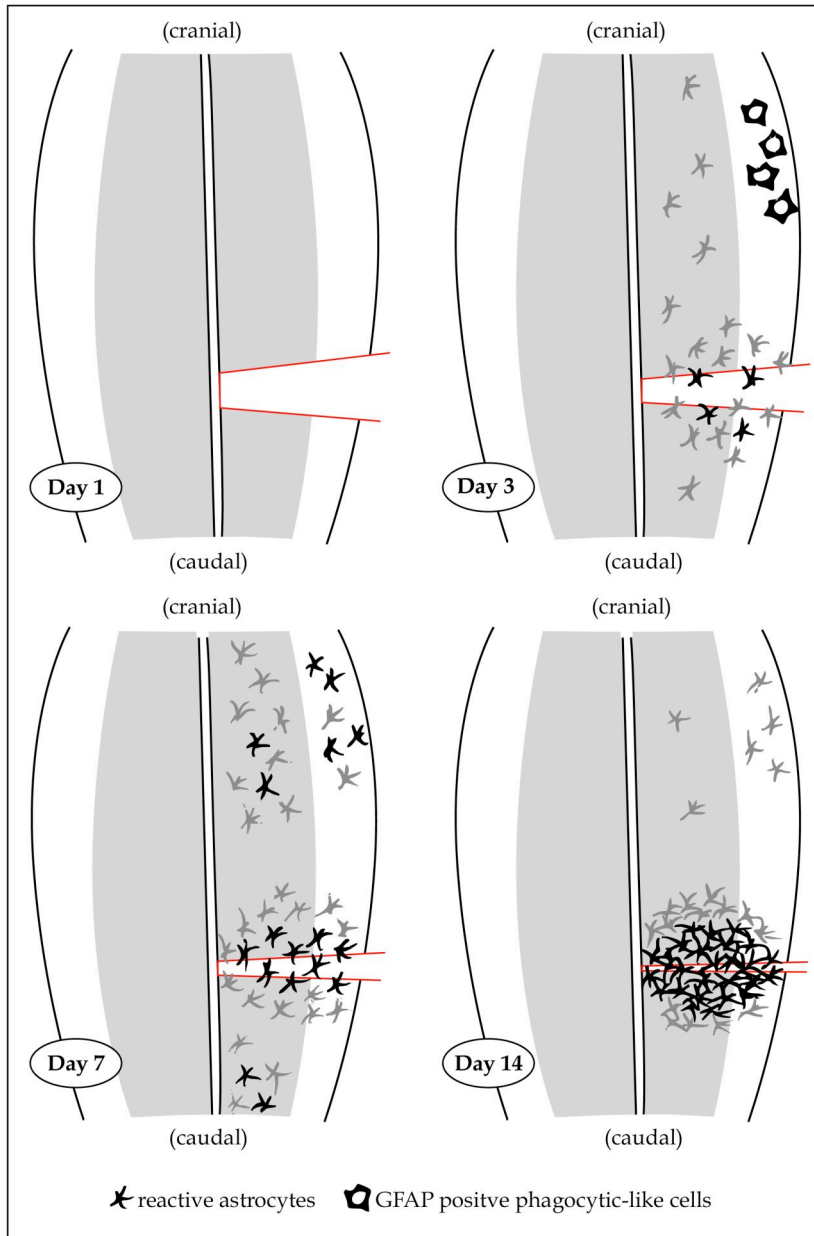 (cranial)
(cranial)
Day 1
Day 3
(caudal)
(caudal)
(cranial)
(cranial)
Day 7
Day 14
(caudal)
(caudal)
reactive astrocytes
GFAP positve phagocytic-like cells